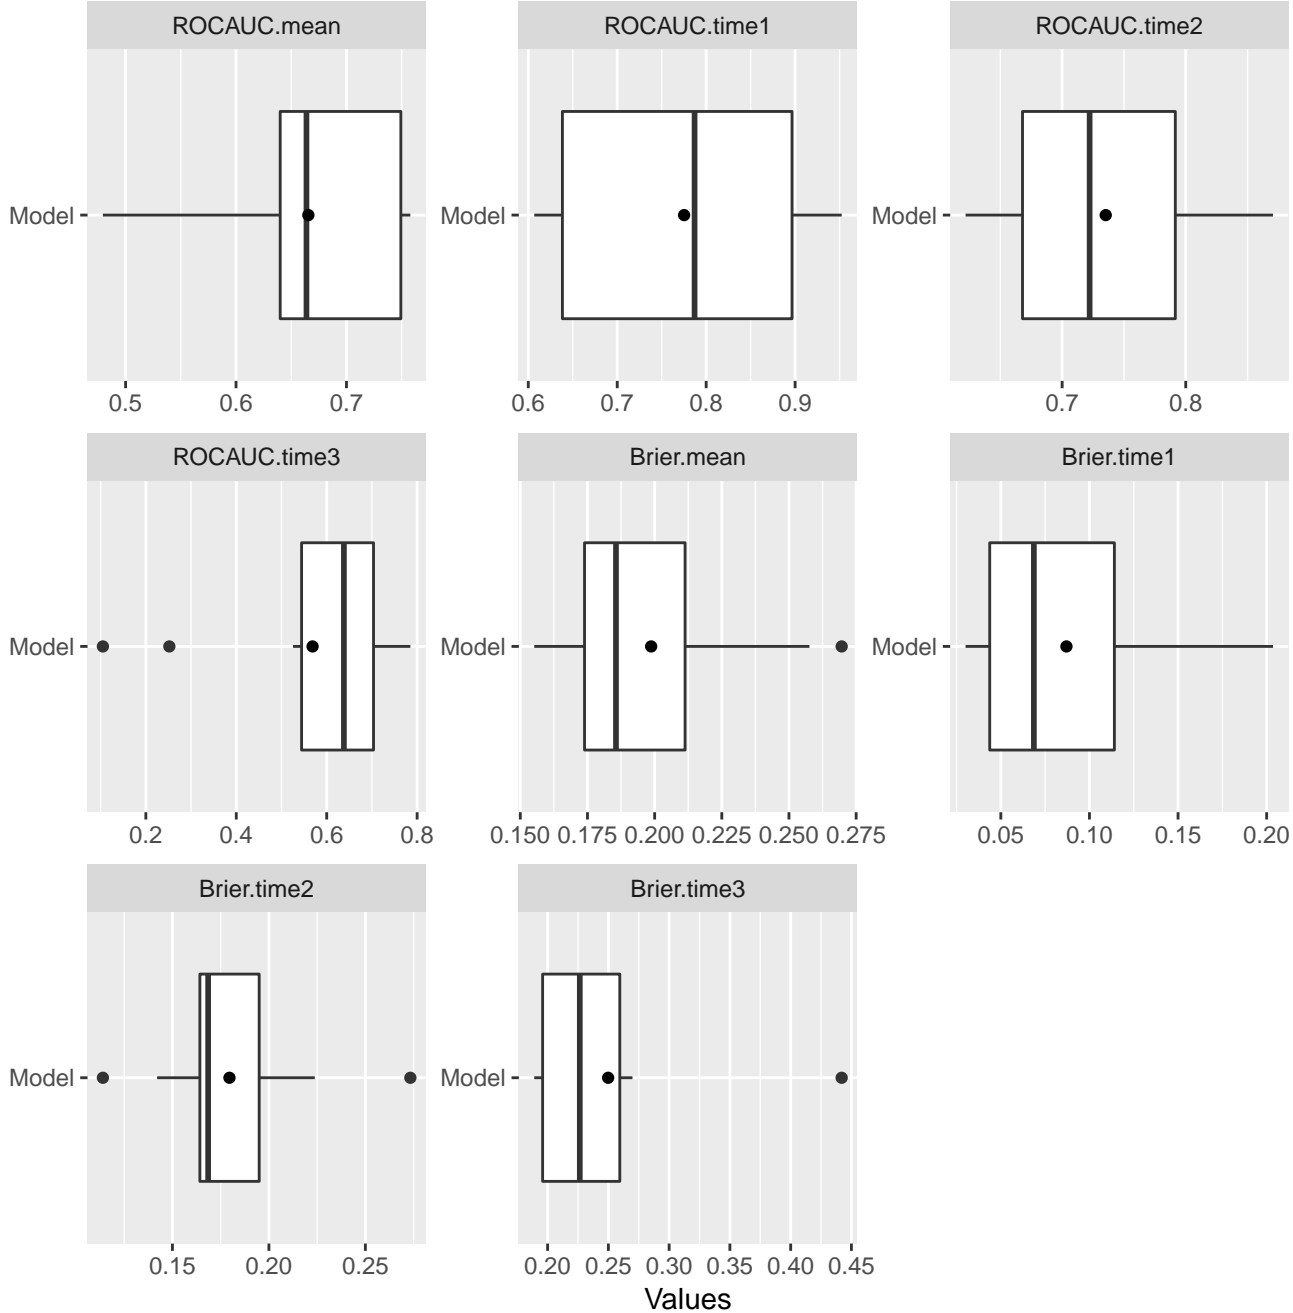 ROCAUC.mean
ROCAUC.time1
ROCAUC.time2
Model
Model
Model
0.5 0.6 0.7
0.6 0.7 0.8 0.9
0.7 0.8
ROCAUC.time3
Brier.mean
Brier.time1
Model
Model
Model
0.2 0.4 0.6 0.8
0.150 0.175 0.200 0.225 0.250 0.275
0.05 0.10 0.15 0.20
Brier.time2
Brier.time3
Model
Model
0.15 0.20 0.25
0.20 0.25 0.30 0.35 0.40 0.45
Values